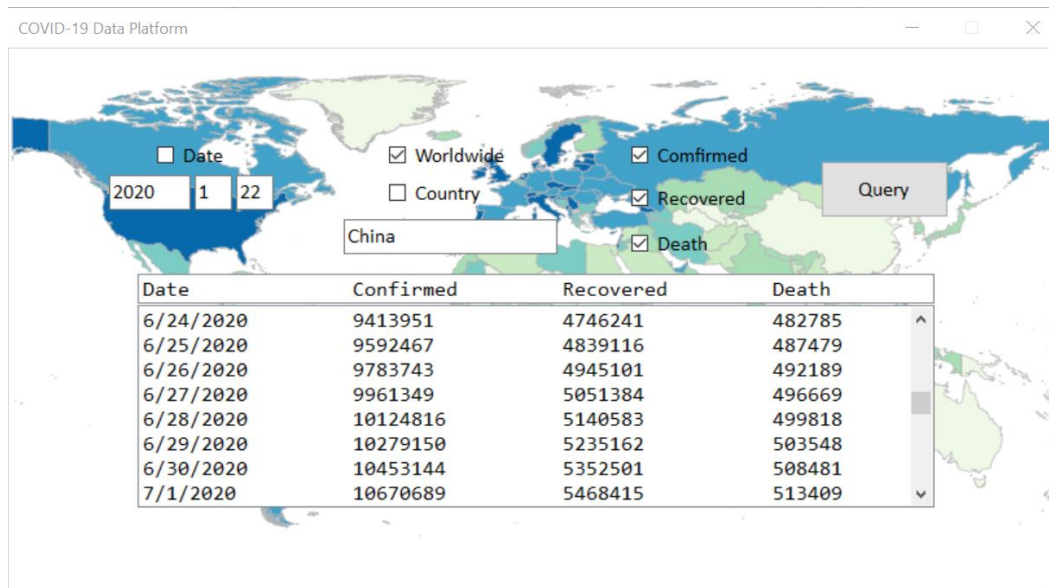 COVID-19 Data Platform
Date Worldwide Comfirmed
2020 1 22 Country Recovered Query
China Death
Date Confirmed Recovered Death
6/24/2020 9413951 4746241 482785
6/25/2020 9592467 4839116 487479
6/26/2020 9783743 4945101 492189
6/27/2020 9961349 5051384 496669
6/28/2020 10124816 5140583 499818
6/29/2020 10279150 5235162 503548
6/30/2020 10453144 5352501 508481
7/1/2020 10670689 5468415 513409